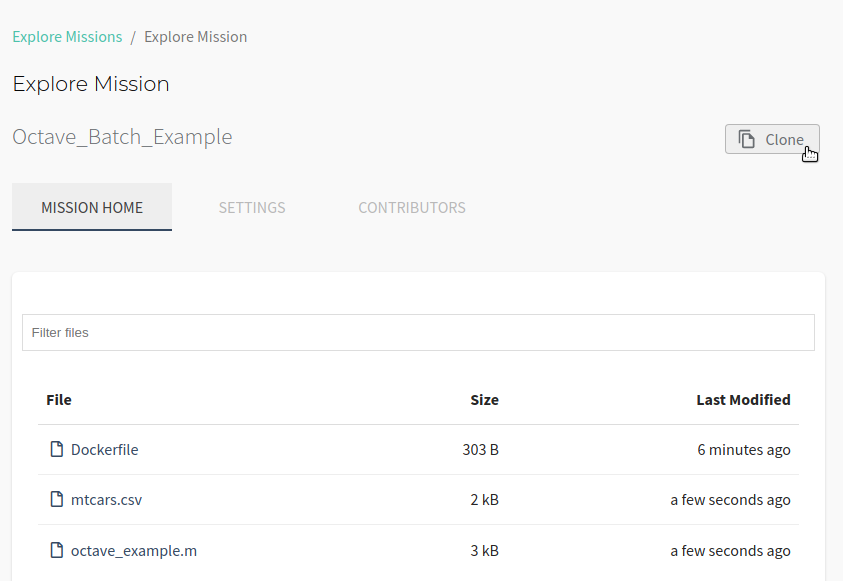 Explore Missions / Explore Mission
Explore Mission
Octave_Batch_Example
Clone
MISSION HOME SETTINGS CONTRIBUTORS
Filter files
File Size Last Modified
Dockerfile 303 B 6 minutes ago
mtcars.csv 2 kB a few seconds ago
octave_example.m 3 kB a few seconds ago